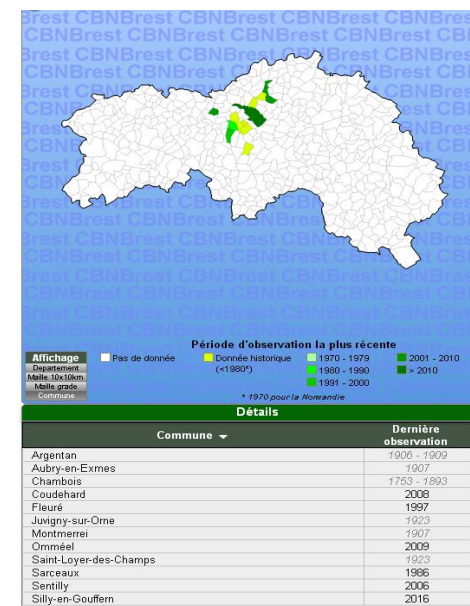 CBNBrest CBNBrest CBNBrest CBNBrest
Période d'observation la plus récente
Affichage
Departement
Maille 10x10km
Maille grade
Commune
Pas de donnée
Donnée historique
(<1980*)
1970 - 1979
1980 - 1990
1991 - 2000
2001 - 2010
> 2010
* 1970 pour la Normandie
Détails
Commune Dernière observation
Argentan 1906 - 1909
Aubry-en-Exmes 1907
Chambois 1753 - 1893
Coudehard 2008
Fleuré 1997
Juvigny-sur-Orne 1923
Montmerrei 1907
Omméel 2009
Saint-Loyer-des-Champs 1923
Sarceaux 1986
Sentilly 2006
Silly-en-Gouffern 2016